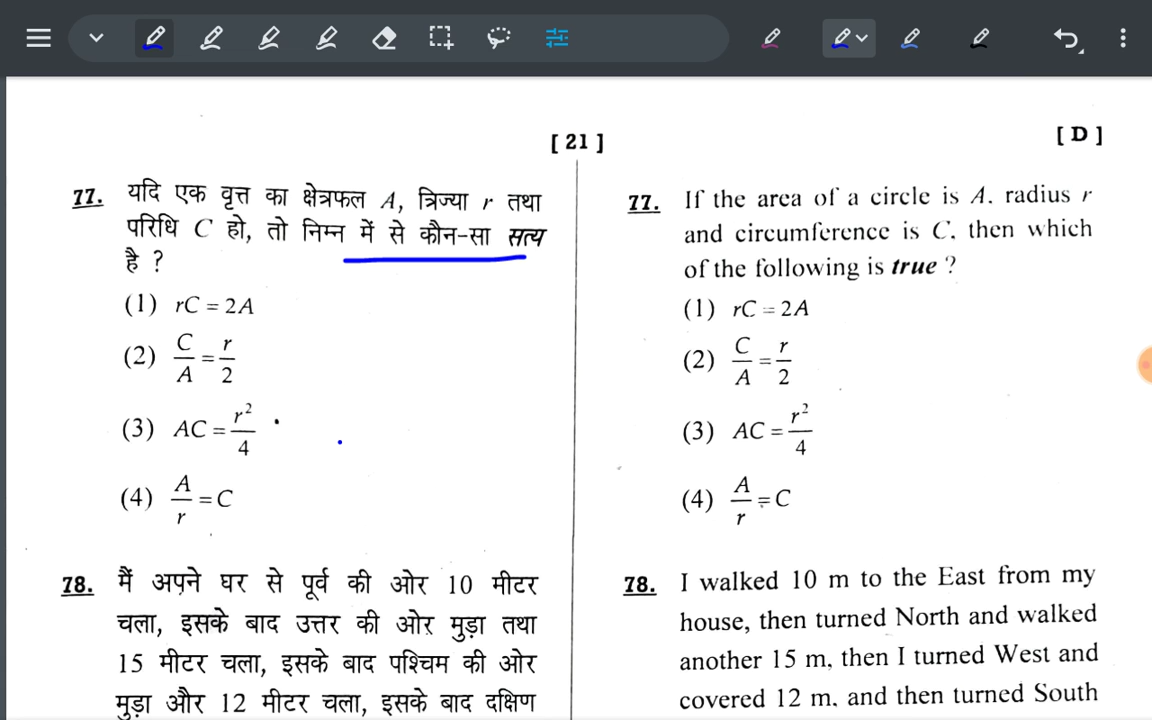 [ 21 ]
[ D ]
77. यदि एक वृत्त का क्षेत्रफल A, त्रिज्या r तथा
परिधि C हो, तो निम्न में से कौन-सा सत्य
है ?
(1) rC = 2A
(2) C/A = r/2
(3) AC = r²/4
(4) A/r = C
78. मैं अपने घर से पूर्व की ओर 10 मीटर
चला, इसके बाद उत्तर की ओर मुड़ा तथा
15 मीटर चला, इसके बाद पश्चिम की ओर
मुड़ा और 12 मीटर चला, इसके बाद दक्षिण
77. If the area of a circle is A, radius r
and circumference is C, then which
of the following is true ?
(1) rC = 2A
(2) C/A = r/2
(3) AC = r²/4
(4) A/r = C
78. I walked 10 m to the East from my
house, then turned North and walked
another 15 m, then I turned West and
covered 12 m, and then turned South